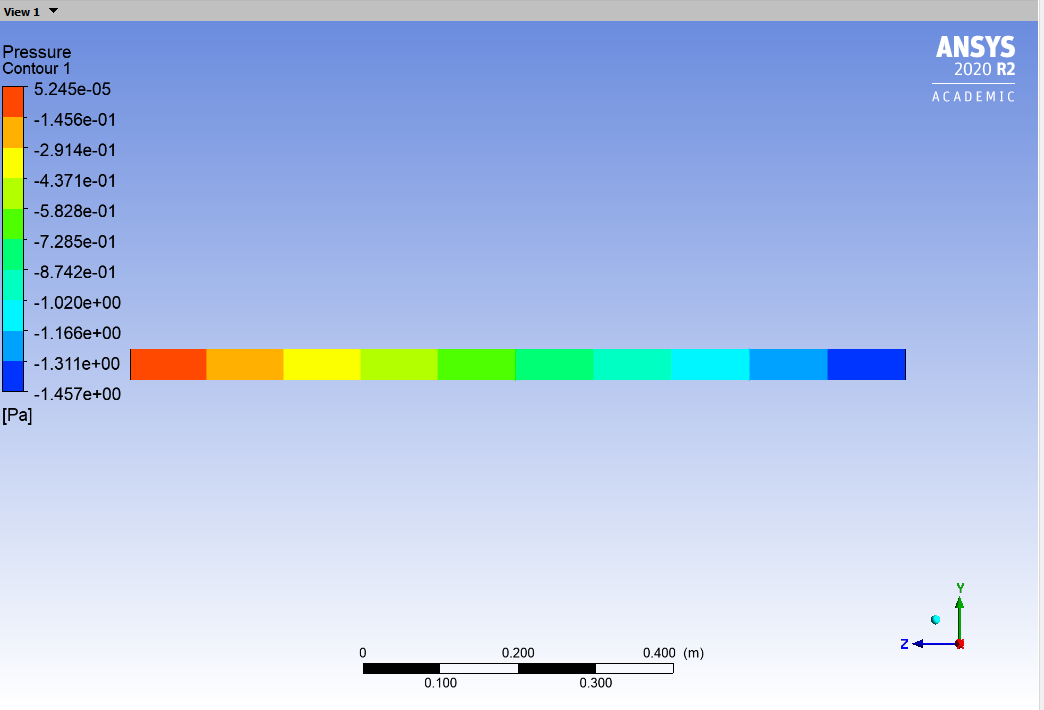 View 1
Pressure
Contour 1
5.245e-05
-1.456e-01
-2.914e-01
-4.371e-01
-5.828e-01
-7.285e-01
-8.742e-01
-1.020e+00
-1.166e+00
-1.311e+00
-1.457e+00
[Pa]
ANSYS
2020 R2
ACADEMIC
Y
Z
0 0.200 0.400 (m)
0.100 0.300